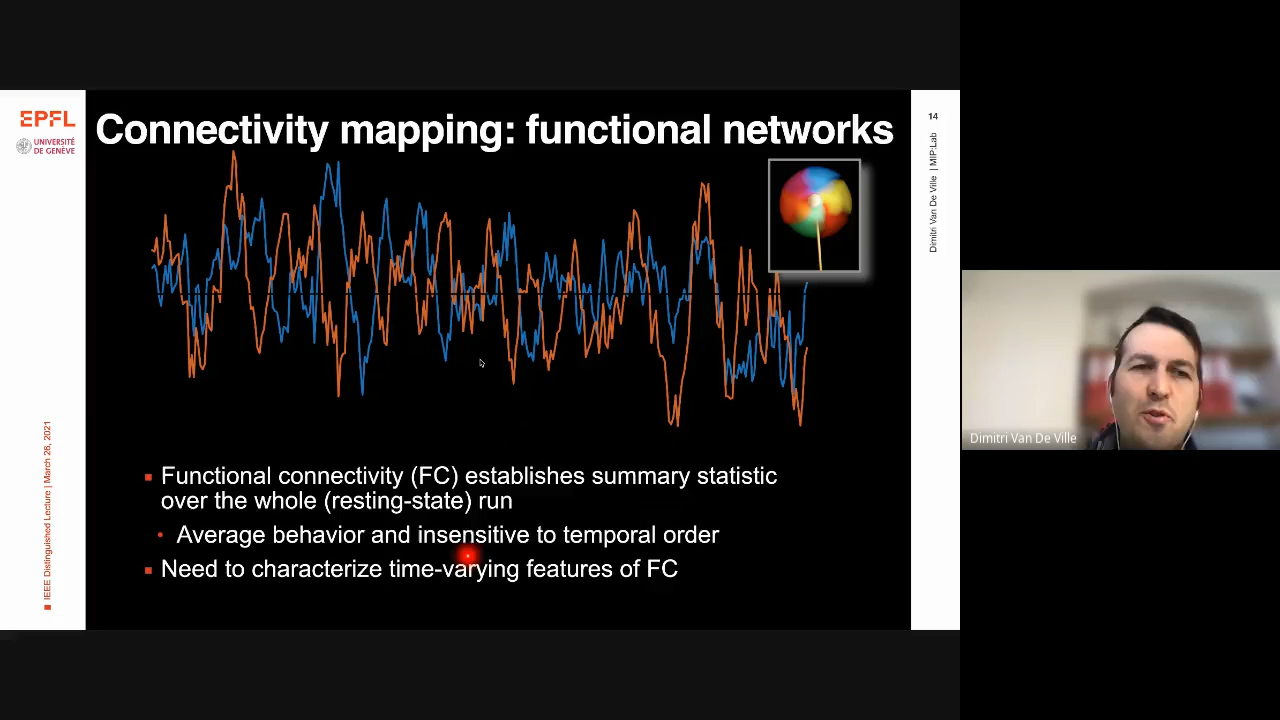 EPFL
UNIVERSITÉ
DE GENÈVE
Connectivity mapping: functional networks
14
Dimitri Van De Ville | MIP:Lab
Functional connectivity (FC) establishes summary statistic
over the whole (resting-state) run
Average behavior and insensitive to temporal order
Need to characterize time-varying features of FC
IEEE Distinguished Lecture | March 26, 2021
Dimitri Van De Ville